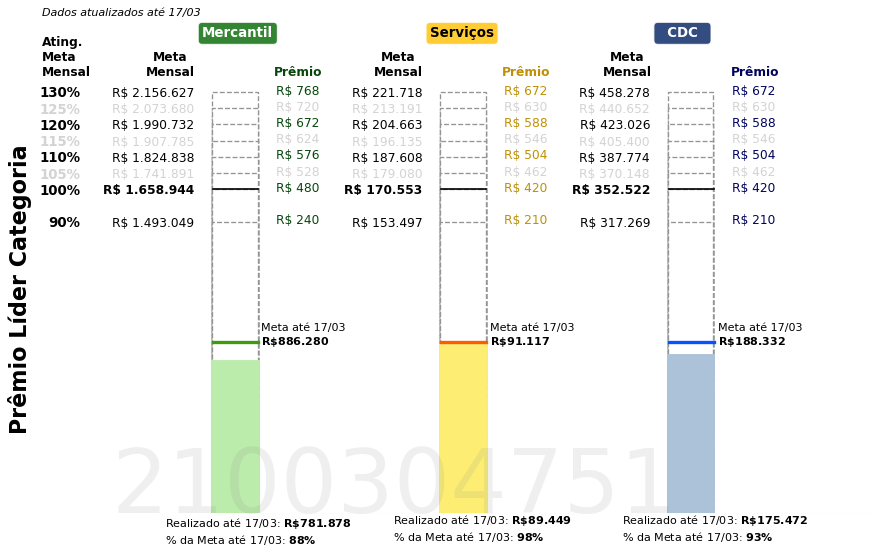 Dados atualizados até 17/03
Mercantil Serviços CDC
Ating. Meta Mensal Meta Mensal Prêmio Meta Mensal Prêmio Meta Mensal Prêmio
130% R$ 2.156.627 R$ 768 R$ 221.718 R$ 672 R$ 458.278 R$ 672
125% R$ 2.073.680 R$ 720 R$ 213.191 R$ 630 R$ 440.652 R$ 630
120% R$ 1.990.732 R$ 672 R$ 204.663 R$ 588 R$ 423.026 R$ 588
115% R$ 1.907.785 R$ 624 R$ 196.135 R$ 546 R$ 405.400 R$ 546
110% R$ 1.824.838 R$ 576 R$ 187.608 R$ 504 R$ 387.774 R$ 504
105% R$ 1.741.891 R$ 528 R$ 179.080 R$ 462 R$ 370.148 R$ 462
100% R$ 1.658.944 R$ 480 R$ 170.553 R$ 420 R$ 352.522 R$ 420
90% R$ 1.493.049 R$ 240 R$ 153.497 R$ 210 R$ 317.269 R$ 210
Prêmio Líder Categoria
Meta até 17/03 Meta até 17/03 Meta até 17/03
R$886.280 R$91.117 R$188.332
2100304751
Realizado até 17/03: R$781.878 Realizado até 17/03: R$89.449 Realizado até 17/03: R$175.472
% da Meta até 17/03: 88% % da Meta até 17/03: 98% % da Meta até 17/03: 93%